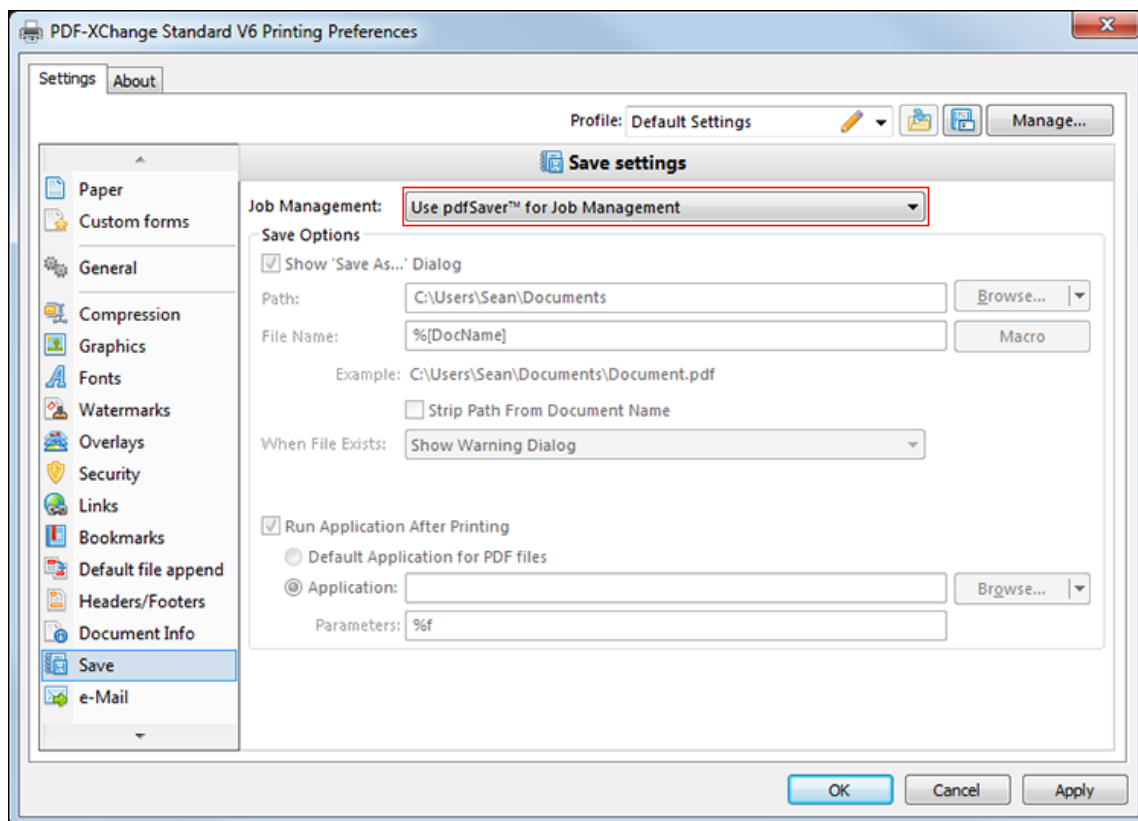 PDF-XChange Standard V6 Printing Preferences
Settings
About
Profile: Default Settings
Manage...
Paper
Custom forms
General
Compression
Graphics
Fonts
Watermarks
Overlays
Security
Links
Bookmarks
Default file append
Headers/Footers
Document Info
Save
e-Mail
Save settings
Job Management: Use pdfSaver™ for Job Management
Save Options
Show 'Save As...' Dialog
Path: C:\Users\Sean\Documents Browse...
File Name: %[DocName] Macro
Example: C:\Users\Sean\Documents\Document.pdf
Strip Path From Document Name
When File Exists: Show Warning Dialog
Run Application After Printing
Default Application for PDF files
Application: Browse...
Parameters: %f
OK Cancel Apply